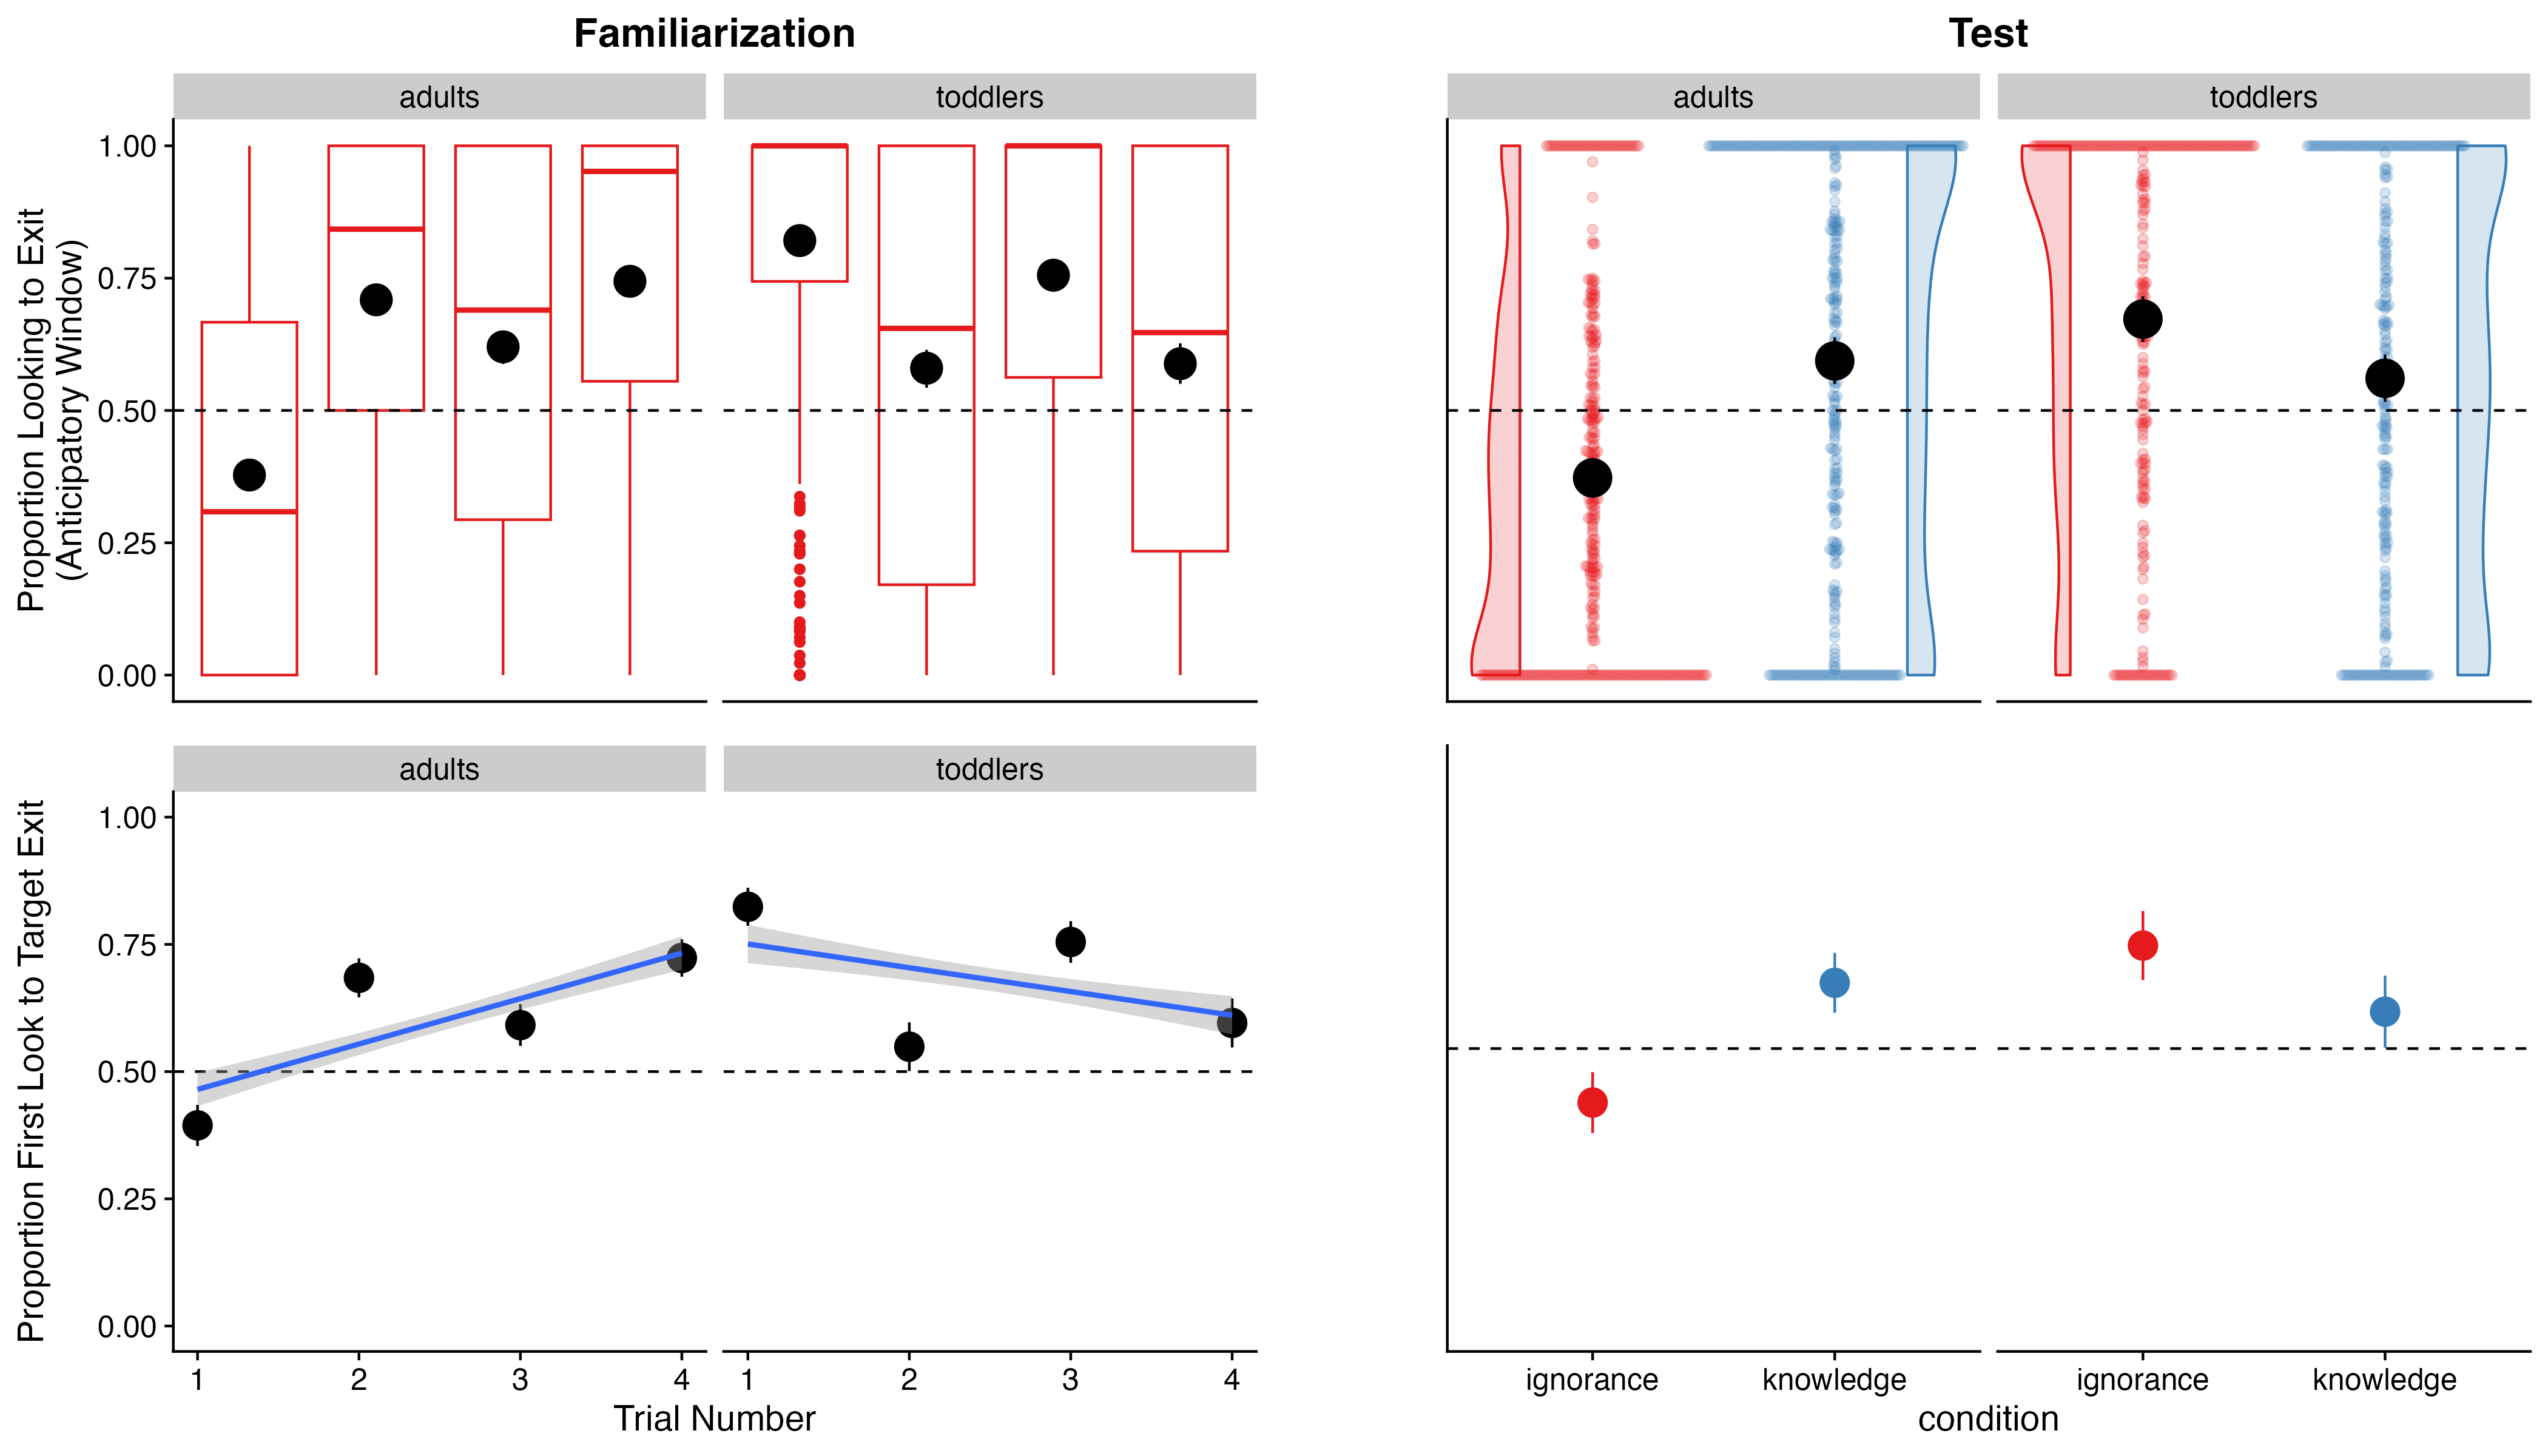 Familiarization
Test
adults
toddlers
adults
toddlers
Proportion Looking to Exit
(Anticipatory Window)
1.00
0.75
0.50
0.25
0.00
adults
toddlers
Proportion First Look to Target Exit
1.00
0.75
0.50
0.25
0.00
1
2
3
4
1
2
3
4
Trial Number
ignorance
knowledge
ignorance
knowledge
condition